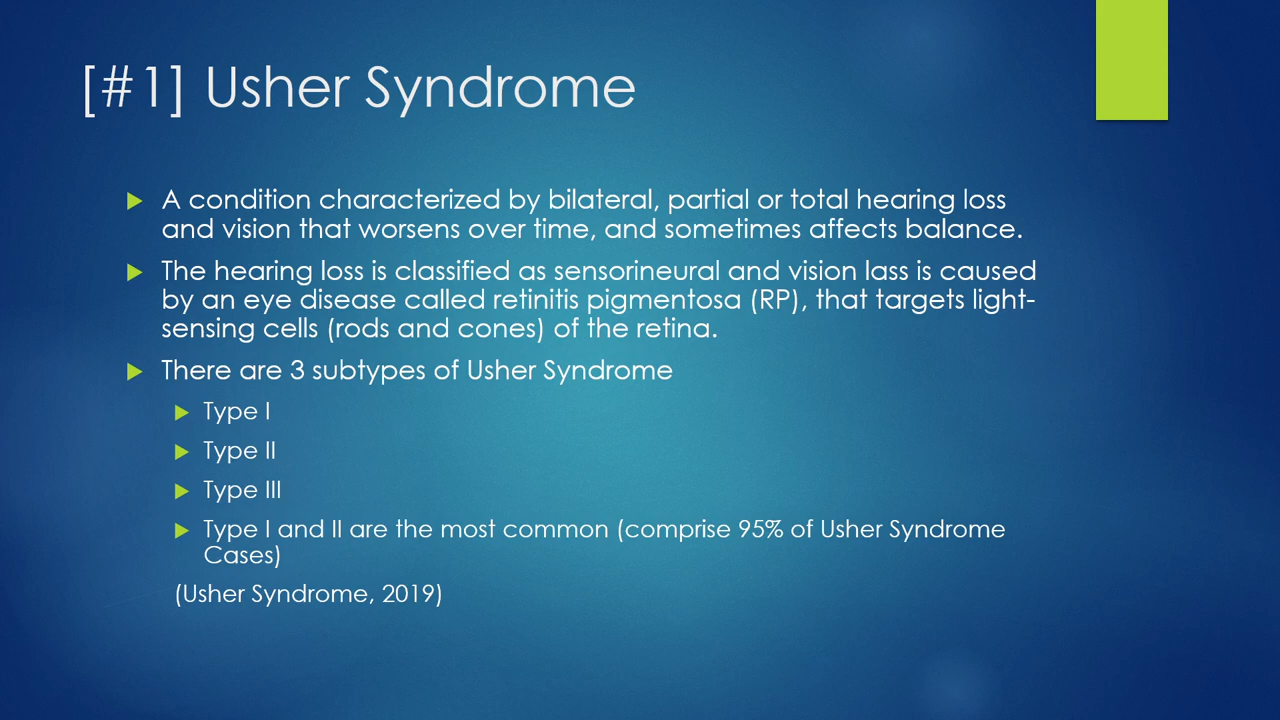 [#1] Usher Syndrome
A condition characterized by bilateral, partial or total hearing loss
and vision that worsens over time, and sometimes affects balance.
The hearing loss is classified as sensorineural and vision lass is caused
by an eye disease called retinitis pigmentosa (RP), that targets light-
sensing cells (rods and cones) of the retina.
There are 3 subtypes of Usher Syndrome
Type I
Type II
Type III
Type I and II are the most common (comprise 95% of Usher Syndrome
Cases)
(Usher Syndrome, 2019)